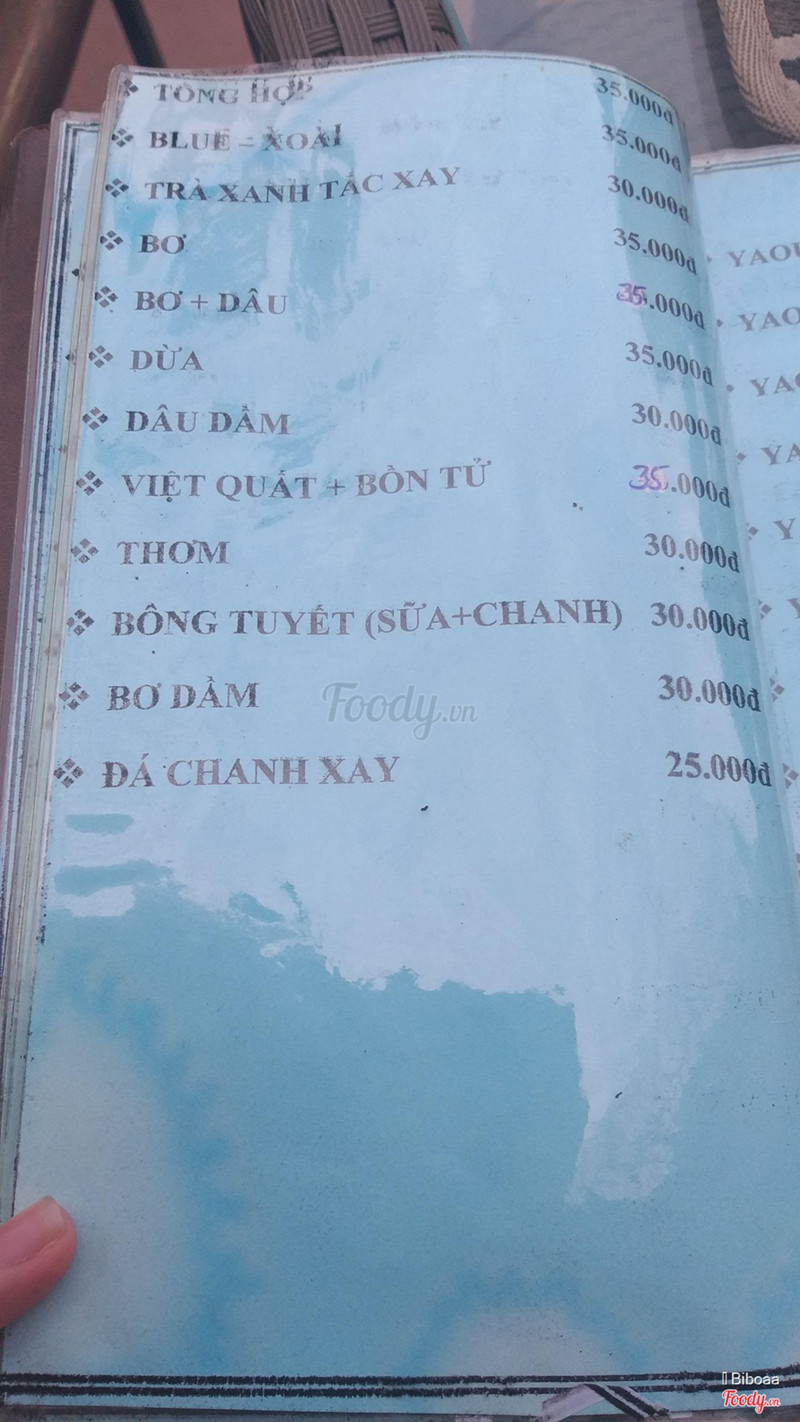 ❖ TỔNG HỢP 35.000đ
❖ BLUE – XOÀI 35.000đ
❖ TRÀ XANH TẮC XAY 30.000đ
❖ BƠ 35.000đ
❖ BƠ + DÂU 35.000đ
❖ DỪA 35.000đ
❖ DÂU DẦM 30.000đ
❖ VIỆT QUẤT + BỒN TỬ 35.000đ
❖ THƠM 30.000đ
❖ BÔNG TUYẾT (SỮA+CHANH) 30.000đ
❖ BƠ DẦM 30.000đ
❖ ĐÁ CHANH XAY 25.000đ
Foody.vn
Biboaa
Foody.vn